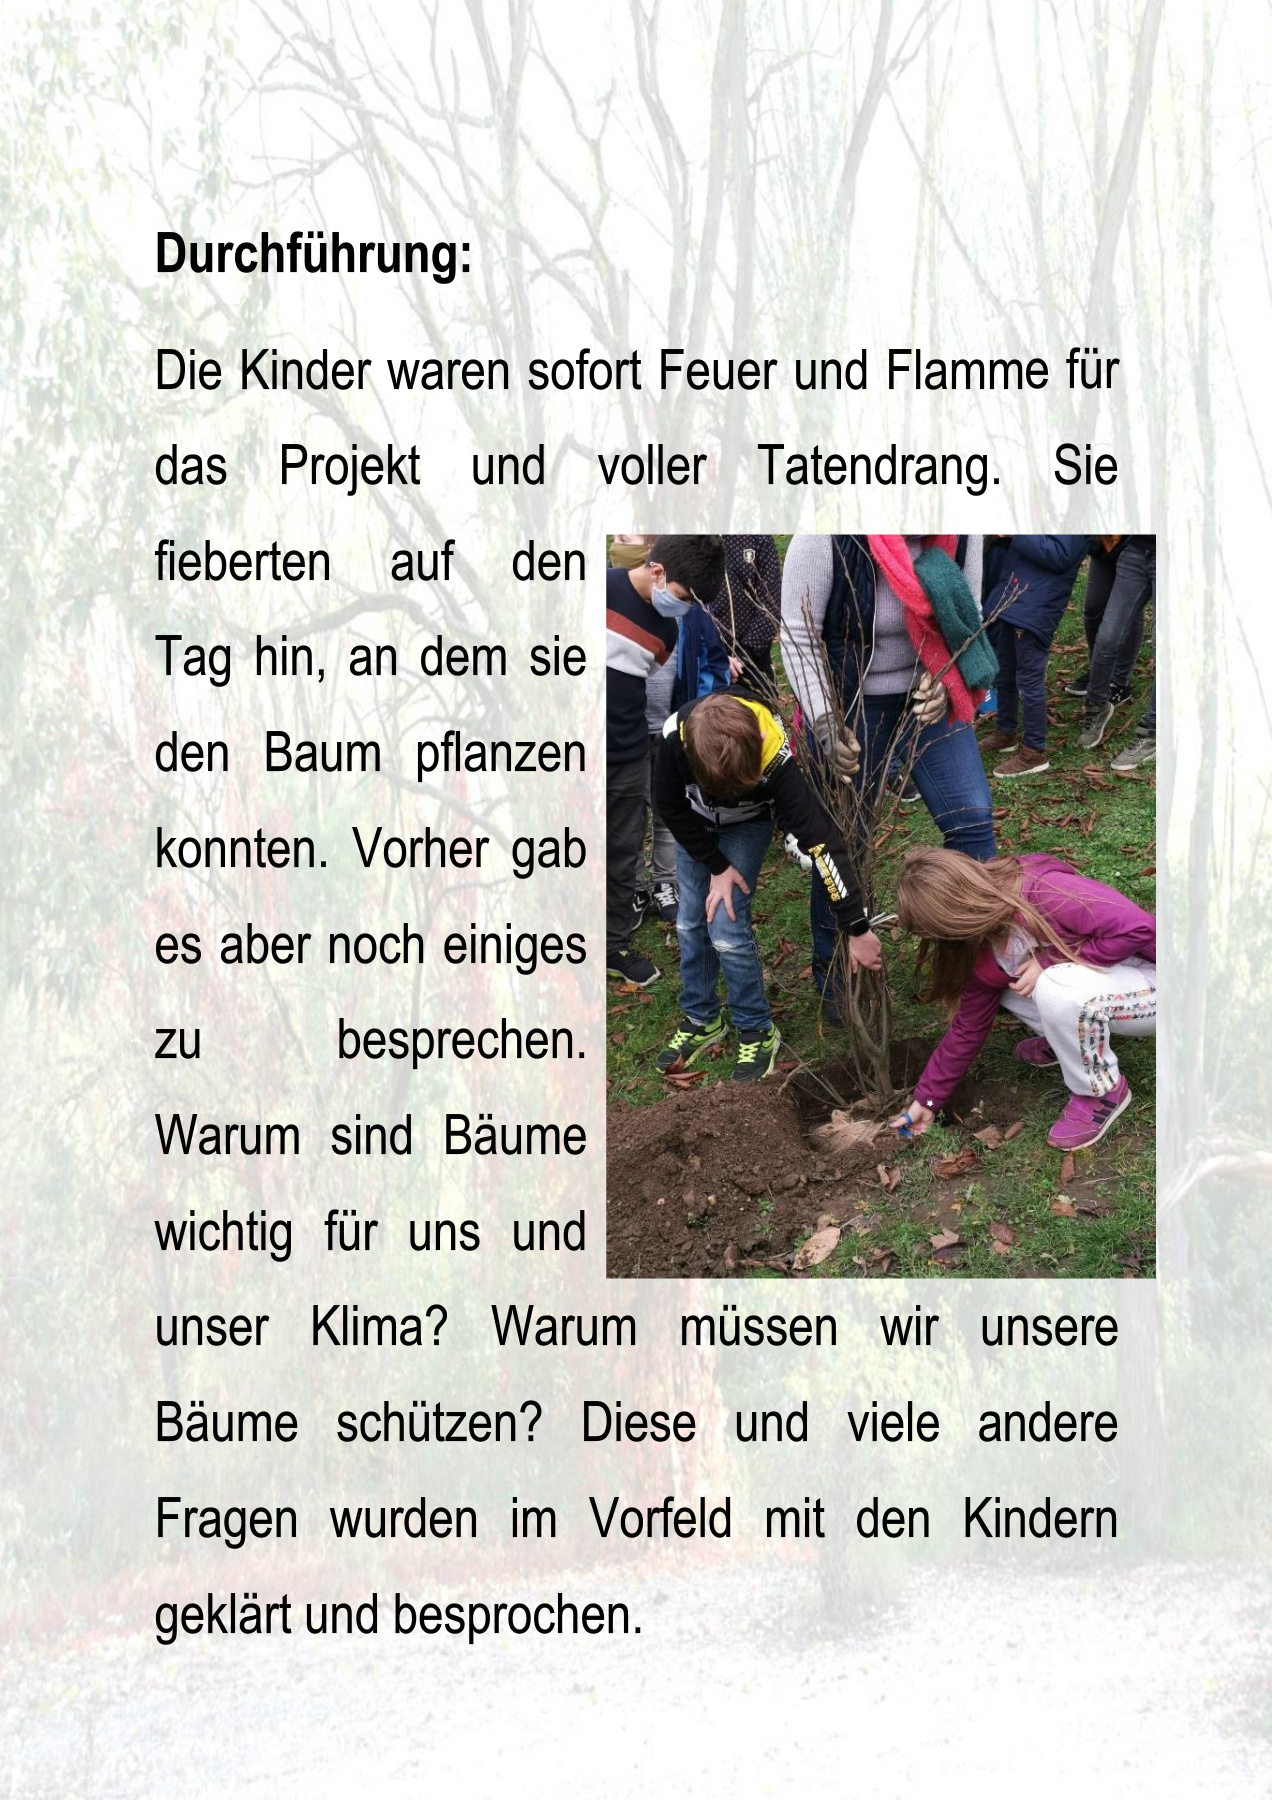 Durchführung:
Die Kinder waren sofort Feuer und Flamme für
das Projekt und voller Tatendrang. Sie
fieberten auf den
Tag hin, an dem sie
den Baum pflanzen
konnten. Vorher gab
es aber noch einiges
zu besprechen.
Warum sind Bäume
wichtig für uns und
unser Klima? Warum müssen wir unsere
Bäume schützen? Diese und viele andere
Fragen wurden im Vorfeld mit den Kindern
geklärt und besprochen.